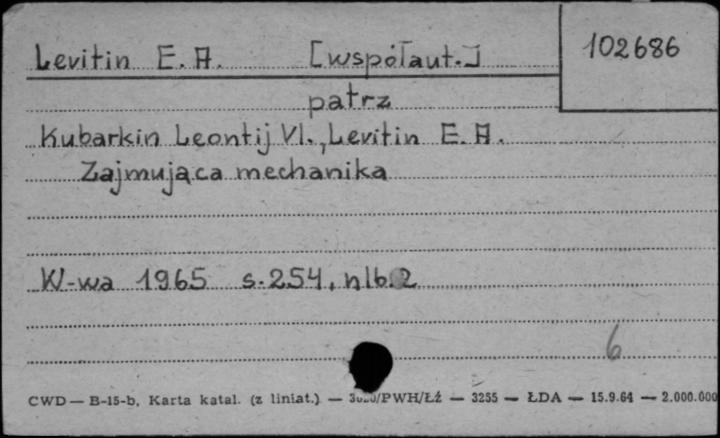 Levitin E. A. [współaut.] 102686
patrz
Kubarkin Leontij Vl., Levitin E. A.
Zajmująca mechanika
W-wa 1965 s. 254, nlb. 2
6
CWD — B-15-b, Karta katal. (z liniat.) — /PWH/Łź — 3255 — ŁDA — 15.9.64 — 2.000.000